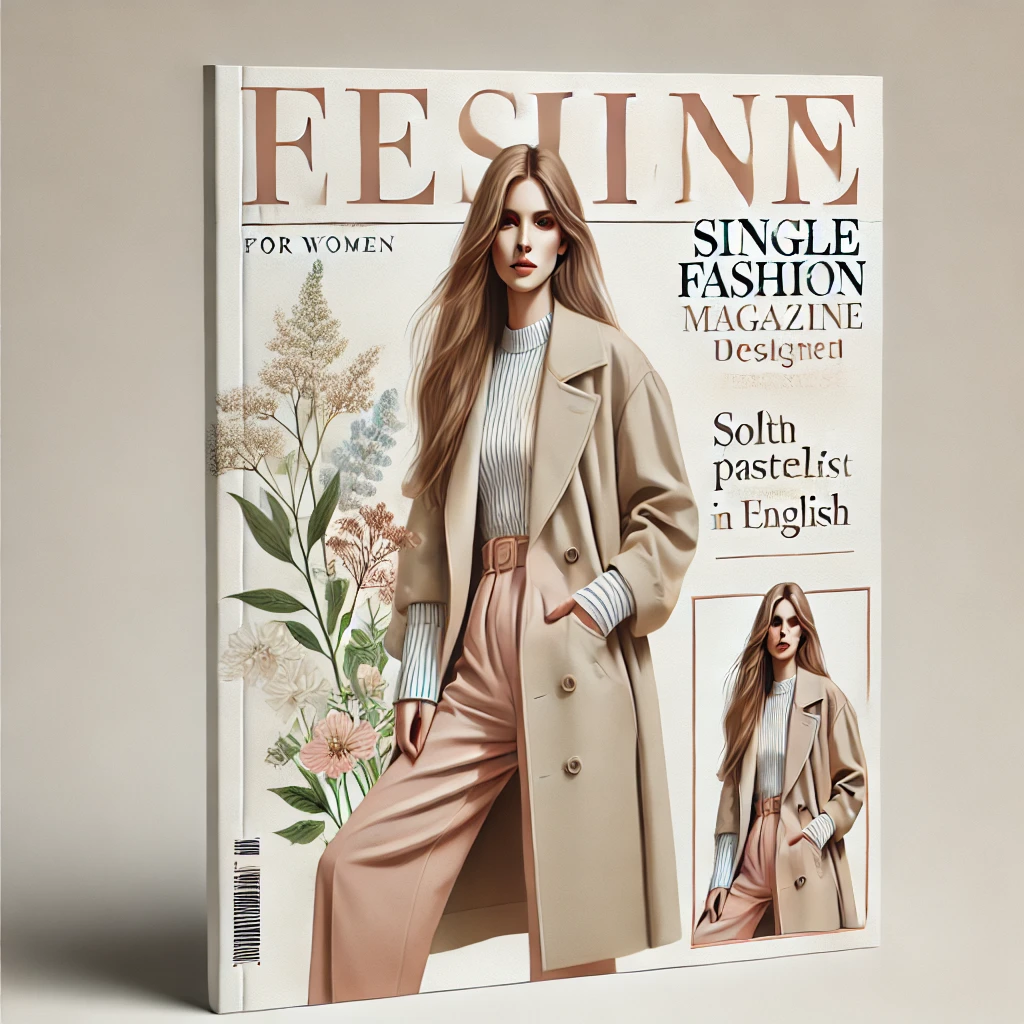 FESINE
FOR WOMEN
SINGLE
FASHION
MAGAZINE
Designed
Solth
pastelist
in English